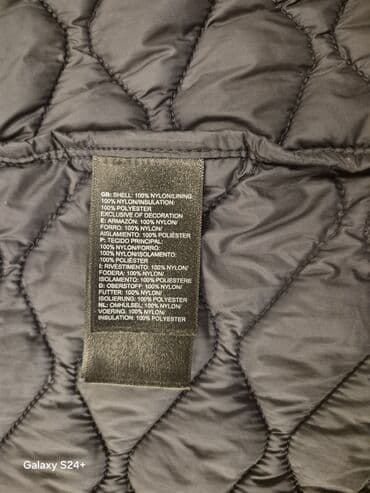 GB: SHELL: 100% NYLON/LINING
100% NYLON/INSULATION:
100% POLYESTER
EXCLUSIVE OF DECORATION
E: ARMAZÓN: 100% NYLON/
FORRO: 100% NYLON/
AISLAMIENTO: 100% POLIÉSTER
P: TECIDO PRINCIPAL:
100% NYLON/FORRO:
100% NYLON/ISOLAMENTO:
100% POLIÉSTER
I: RIVESTIMENTO: 100% NYLON/
FODERA: 100% NYLON/
ISOLAMENTO: 100% POLIESTERE
D: OBERSTOFF: 100% NYLON/
FUTTER: 100% NYLON/
ISOLIERUNG: 100% POLYESTER
NL: OMHULSEL: 100% NYLON/
VOERING: 100% NYLON/
INSULATION: 100% POLYESTER
Galaxy S24+